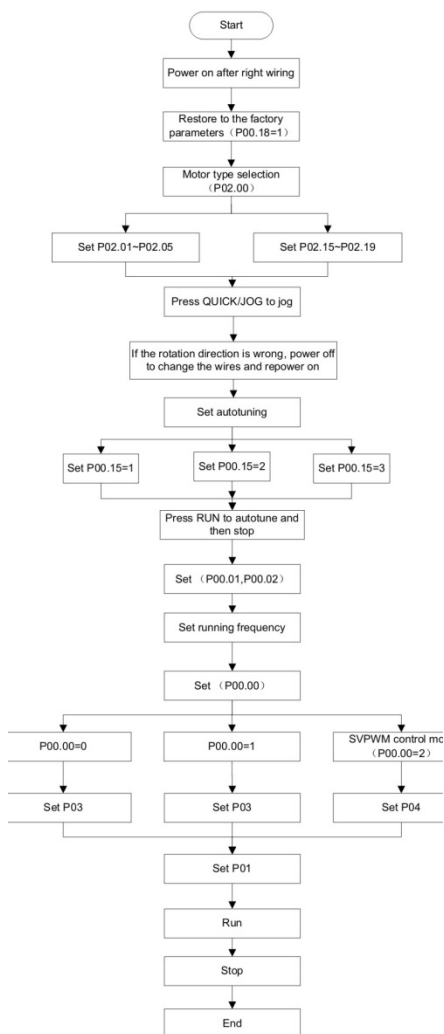 Start
Power on after right wiring
Restore to the factory
parameters（P00.18=1）
Motor type selection
（P02.00）
Set P02.01~P02.05
Set P02.15~P02.19
Press QUICK/JOG to jog
If the rotation direction is wrong, power off
to change the wires and repower on
Set autotuning
Set P00.15=1
Set P00.15=2
Set P00.15=3
Press RUN to autotune and
then stop
Set （P00.01,P00.02）
Set running frequency
Set （P00.00）
P00.00=0
P00.00=1
SVPWM control mo
（P00.00=2）
Set P03
Set P03
Set P04
Set P01
Run
Stop
End